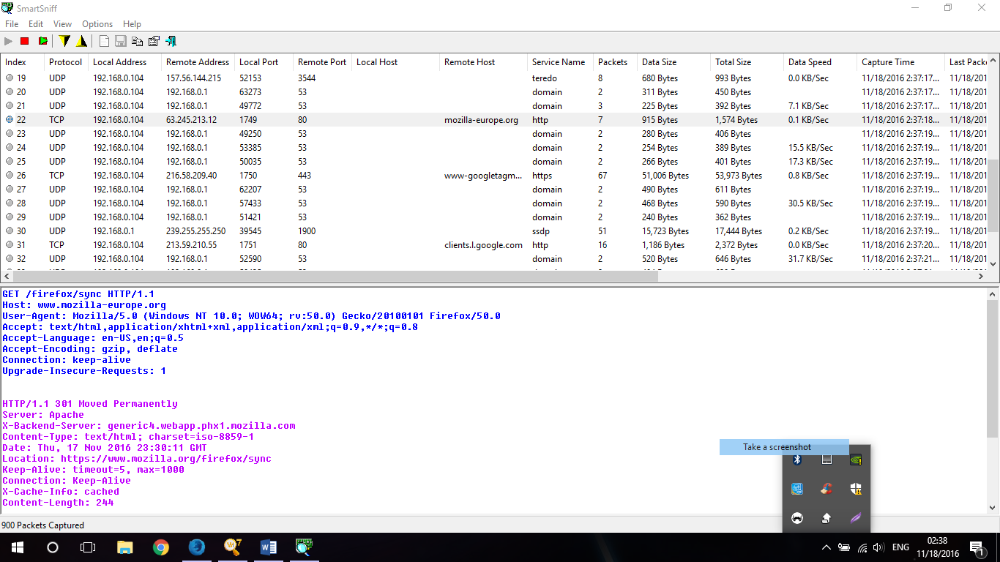 SmartSniff
File Edit View Options Help
Index Protocol Local Address Remote Address Local Port Remote Port Local Host Remote Host Service Name Packets Data Size Total Size Data Speed Capture Time Last Packe
19 UDP 192.168.0.104 157.56.144.215 52153 3544 teredo 8 680 Bytes 993 Bytes 0.0 KB/Sec 11/18/2016 2:37:17... 11/18/201
20 UDP 192.168.0.104 192.168.0.1 63273 53 domain 2 311 Bytes 450 Bytes 11/18/2016 2:37:17... 11/18/201
21 UDP 192.168.0.104 192.168.0.1 49772 53 domain 3 225 Bytes 392 Bytes 7.1 KB/Sec 11/18/2016 2:37:17... 11/18/201
22 TCP 192.168.0.104 63.245.213.12 1749 80 mozilla-europe.org http 7 915 Bytes 1,574 Bytes 0.1 KB/Sec 11/18/2016 2:37:18... 11/18/201
23 UDP 192.168.0.104 192.168.0.1 49250 53 domain 2 280 Bytes 406 Bytes 11/18/2016 2:37:19... 11/18/201
24 UDP 192.168.0.104 192.168.0.1 53385 53 domain 2 254 Bytes 389 Bytes 15.5 KB/Sec 11/18/2016 2:37:19... 11/18/201
25 UDP 192.168.0.104 192.168.0.1 50035 53 domain 2 266 Bytes 401 Bytes 17.3 KB/Sec 11/18/2016 2:37:19... 11/18/201
26 TCP 192.168.0.104 216.58.209.40 1750 443 www-googletagm... https 67 51,006 Bytes 53,973 Bytes 0.8 KB/Sec 11/18/2016 2:37:19... 11/18/201
27 UDP 192.168.0.104 192.168.0.1 62207 53 domain 2 490 Bytes 611 Bytes 11/18/2016 2:37:19... 11/18/201
28 UDP 192.168.0.104 192.168.0.1 57433 53 domain 2 468 Bytes 590 Bytes 30.5 KB/Sec 11/18/2016 2:37:19... 11/18/201
29 UDP 192.168.0.104 192.168.0.1 51421 53 domain 2 240 Bytes 362 Bytes 11/18/2016 2:37:19... 11/18/201
30 UDP 192.168.0.1 239.255.255.250 39545 1900 ssdp 51 15,723 Bytes 17,444 Bytes 0.2 KB/Sec 11/18/2016 2:37:19... 11/18/201
31 TCP 192.168.0.104 213.59.210.55 1751 80 clients.l.google.com http 16 1,186 Bytes 2,372 Bytes 0.0 KB/Sec 11/18/2016 2:37:20... 11/18/201
32 UDP 192.168.0.104 192.168.0.1 52590 53 domain 2 520 Bytes 646 Bytes 31.7 KB/Sec 11/18/2016 2:37:21... 11/18/201
GET /firefox/sync HTTP/1.1
Host: www.mozilla-europe.org
User-Agent: Mozilla/5.0 (Windows NT 10.0; WOW64; rv:50.0) Gecko/20100101 Firefox/50.0
Accept: text/html,application/xhtml+xml,application/xml;q=0.9,*/*;q=0.8
Accept-Language: en-US,en;q=0.5
Accept-Encoding: gzip, deflate
Connection: keep-alive
Upgrade-Insecure-Requests: 1
HTTP/1.1 301 Moved Permanently
Server: Apache
X-Backend-Server: generic4.webapp.phx1.mozilla.com
Content-Type: text/html; charset=iso-8859-1
Date: Thu, 17 Nov 2016 23:30:11 GMT
Location: https://www.mozilla.org/firefox/sync
Keep-Alive: timeout=5, max=1000
Connection: Keep-Alive
X-Cache-Info: cached
Content-Length: 244
Take a screenshot
900 Packets Captured
ENG
02:38
11/18/2016
1